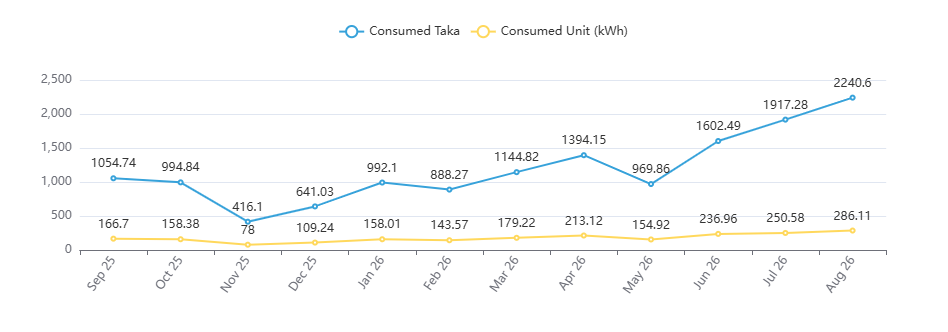 Consumed Taka Consumed Unit (kWh)
2,500
2,000
1,500
1,000
500
0
1054.74 994.84 416.1 641.03 992.1 888.27 1144.82 1394.15 969.86 1602.49 1917.28 2240.6
166.7 158.38 78 109.24 158.01 143.57 179.22 213.12 154.92 236.96 250.58 286.11
Sep 25 Oct 25 Nov 25 Dec 25 Jan 26 Feb 26 Mar 26 Apr 26 May 26 Jun 26 Jul 26 Aug 26